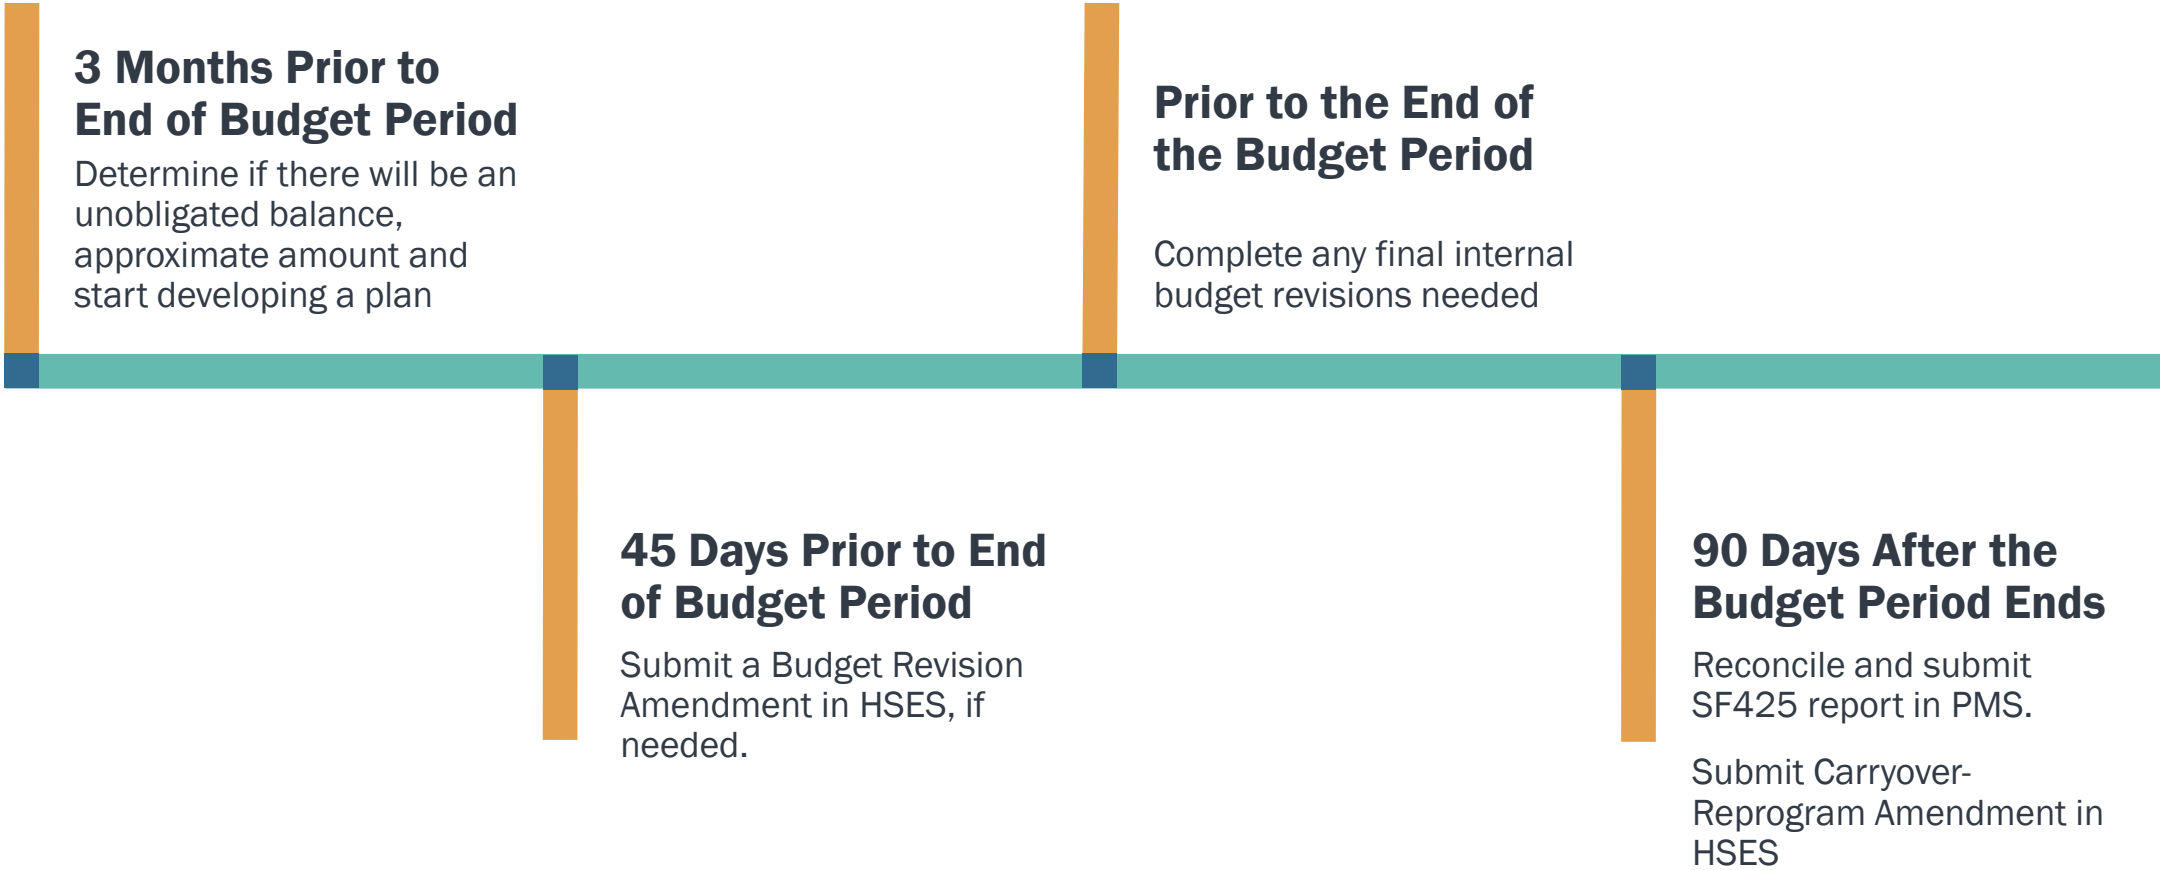 3 Months Prior to
End of Budget Period
Determine if there will be an
unobligated balance,
approximate amount and
start developing a plan
45 Days Prior to End
of Budget Period
Submit a Budget Revision
Amendment in HSES, if
needed.
Prior to the End of
the Budget Period
Complete any final internal
budget revisions needed
90 Days After the
Budget Period Ends
Reconcile and submit
SF425 report in PMS.
Submit Carryover-
Reprogram Amendment in
HSES